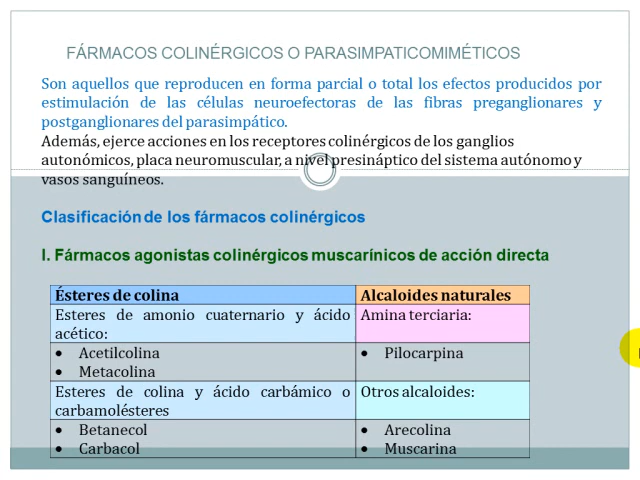 FÁRMACOS COLINÉRGICOS O PARASIMPATICOMIMÉTICOS
Son aquellos que reproducen en forma parcial o total los efectos producidos por
estimulación de las células neuroefectoras de las fibras preganglionares y
postganglionares del parasimpático.
Además, ejerce acciones en los receptores colinérgicos de los ganglios
autonómicos, placa neuromuscular, a nivel presináptico del sistema autónomo y
vasos sanguíneos.
Clasificación de los fármacos colinérgicos
I. Fármacos agonistas colinérgicos muscarínicos de acción directa
Ésteres de colina
Alcaloides naturales
Esteres de amonio cuaternario y ácido
acético:
Amina terciaria:
• Acetilcolina
• Metacolina
• Pilocarpina
Esteres de colina y ácido carbámico o
carbamolésteres
Otros alcaloides:
• Betanecol
• Carbacol
• Arecolina
• Muscarina